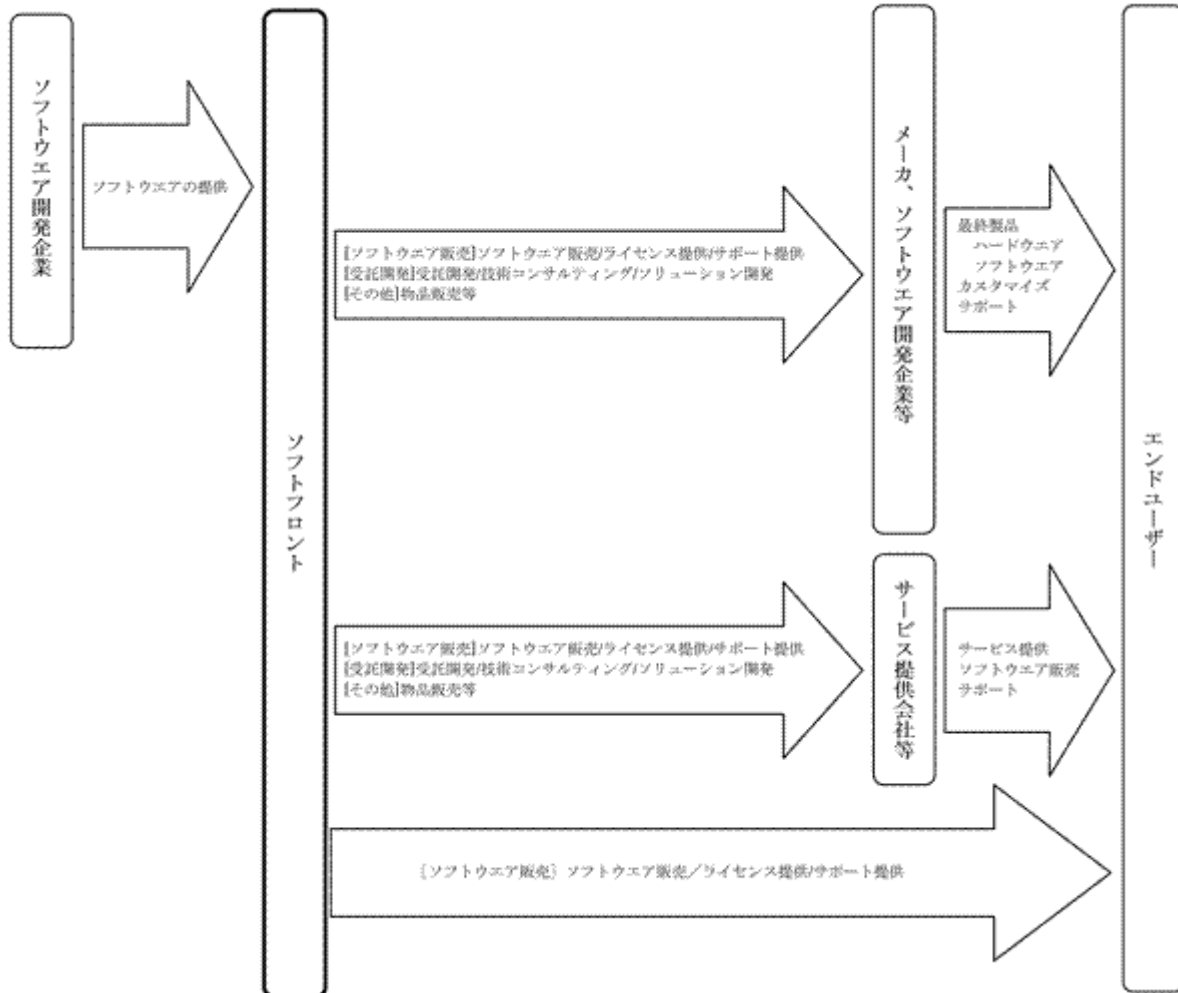 ソフトウエア開発企業
ソフトウエアの提供
ソフトフロント
[ソフトウエア販売]ソフトウエア販売/ライセンス提供/サポート提供
[受託開発]受託開発/技術コンサルティング/ソリューション開発
[その他]物品販売等
メーカ、ソフトウエア開発企業等
最終製品
ハードウエア
ソフトウエア
カスタマイズ
サポート
[ソフトウエア販売]ソフトウエア販売/ライセンス提供/サポート提供
[受託開発]受託開発/技術コンサルティング/ソリューション開発
[その他]物品販売等
サービス提供会社等
サービス提供
ソフトウエア販売
サポート
〔ソフトウエア販売〕ソフトウエア販売／ライセンス提供/サポート提供
エンドユーザー